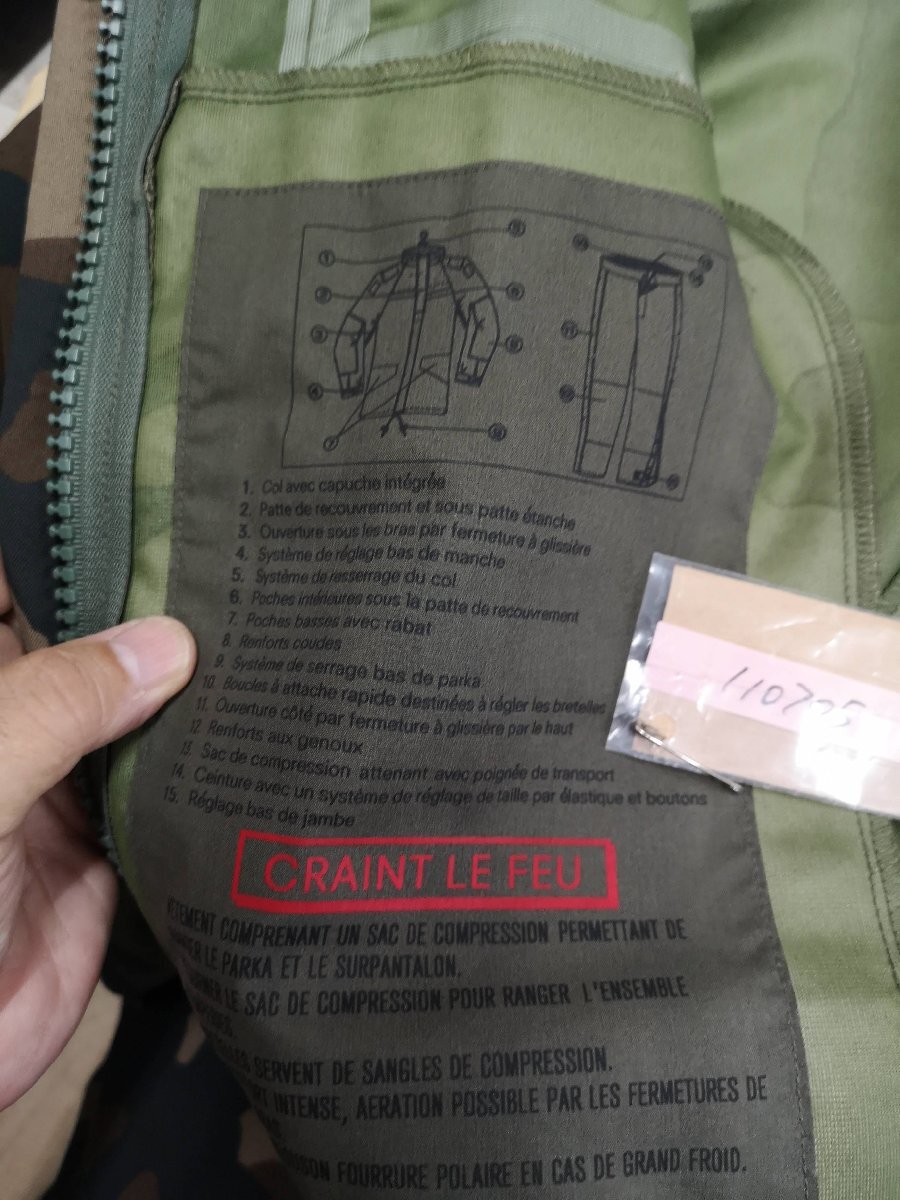 1. Col avec capuche intégrée
2. Patte de recouvrement et sous patte étanche
3. Ouverture sous les bras par fermeture à glissière
4. Système de réglage bas de manche
5. Système de resserrage du col
6. Poches intérieures sous la patte de recouvrement
7. Poches basses avec rabat
8. Renforts coudes
9. Système de serrage bas de parka
10. Boucles à attache rapide destinées à régler les bretelles
11. Ouverture côté par fermeture à glissière par le haut
12. Renforts aux genoux
13. Sac de compression attenant avec poignée de transport
14. Ceinture avec un système de réglage de taille par élastique et boutons
15. Réglage bas de jambe
CRAINT LE FEU
COMPRENANT UN SAC DE COMPRESSION PERMETTANT DE
LE PARKA ET LE SURPANTALON.
LE SAC DE COMPRESSION POUR RANGER L'ENSEMBLE
SERVENT DE SANGLES DE COMPRESSION.
INTENSE, AERATION POSSIBLE PAR LES FERMETURES DE
FOURRURE POLAIRE EN CAS DE GRAND FROID.